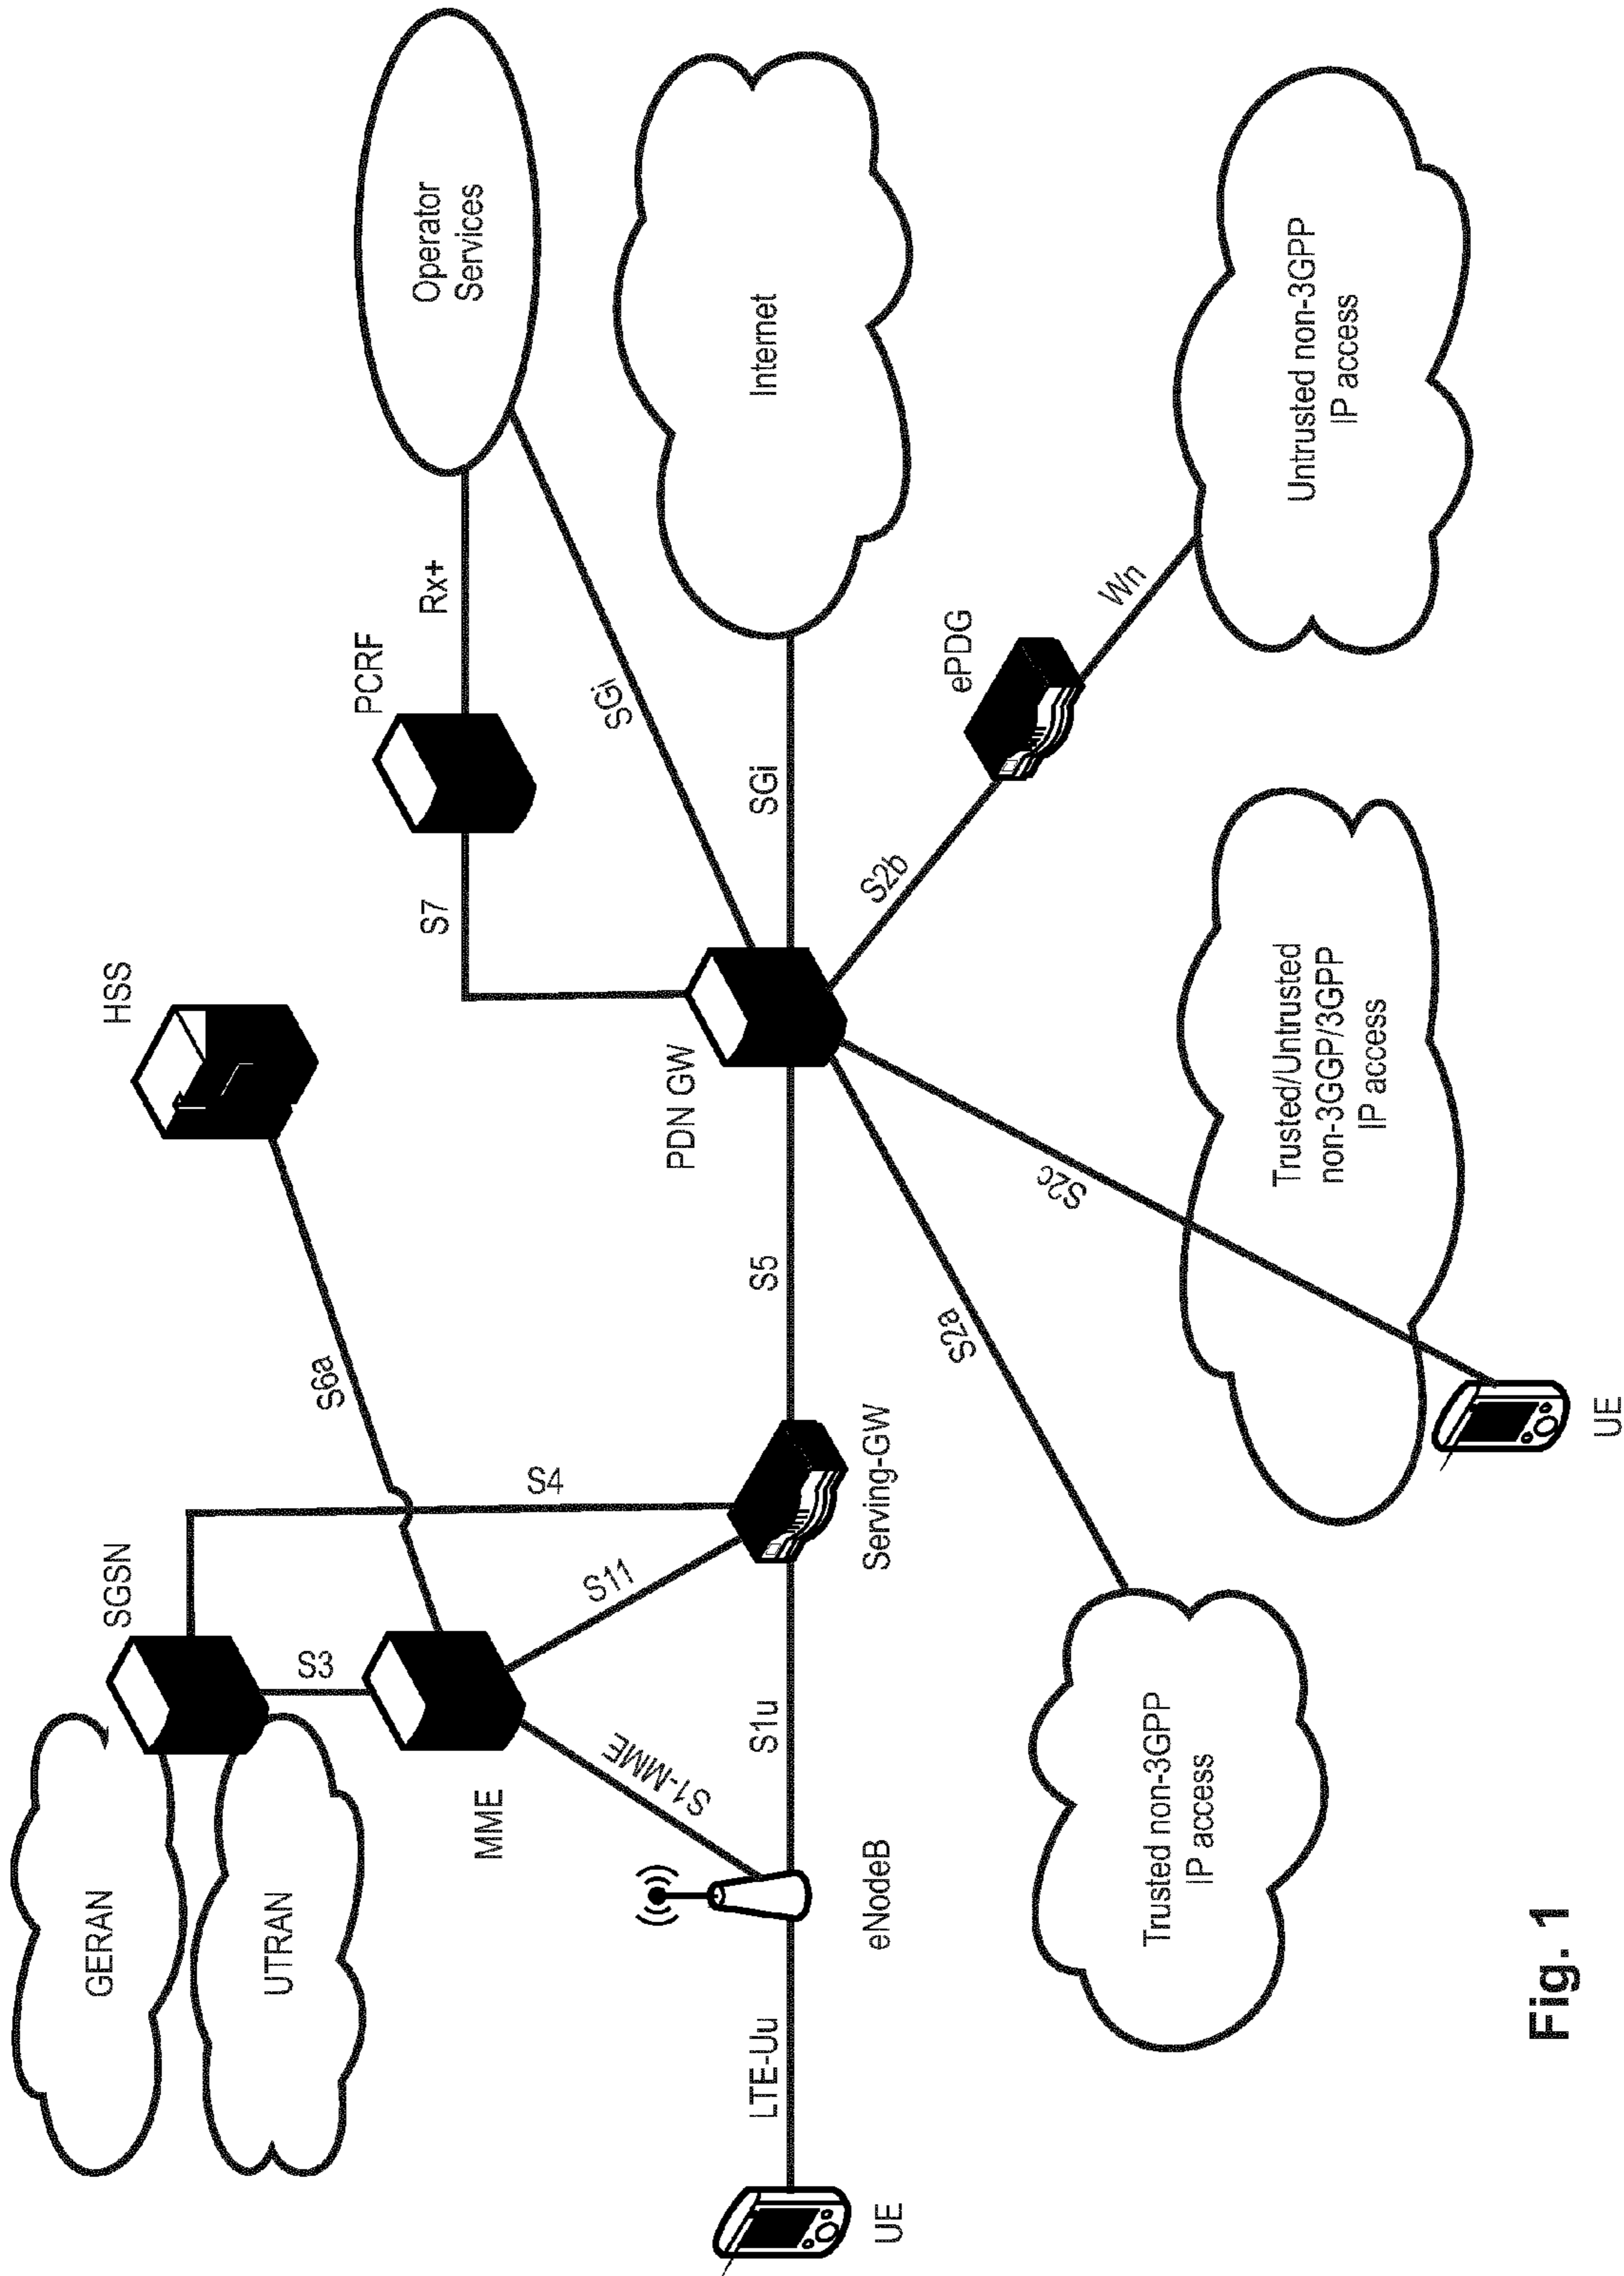 GERAN
UTRAN
SGSN
HSS
S3
S6a
S4
MME
S11
S1-MME
PCRF
S7
Rx+
Operator
Services
SGi
UE
LTE-Uu
eNodeB
S1u
Serving-GW
S5
PDN GW
SGi
Internet
S2a
S2c
S2b
ePDG
Wn
Trusted non-3GPP
IP access
Trusted/Untrusted
non-3GGP/3GPP
IP access
Untrusted non-3GPP
IP access
UE
Fig. 1